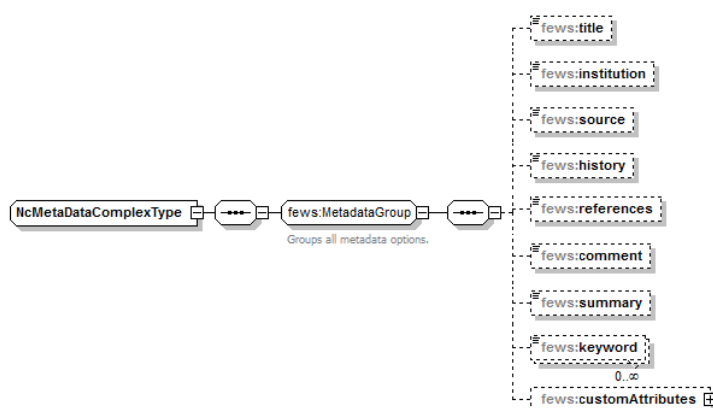 fews:title
fews:institution
fews:source
fews:history
NcMetaDataComplexType
fews:MetadataGroup
fews:references
Groups all metadata options.
fews:comment
fews:summary
fews:keyword
0..∞
fews:customAttributes